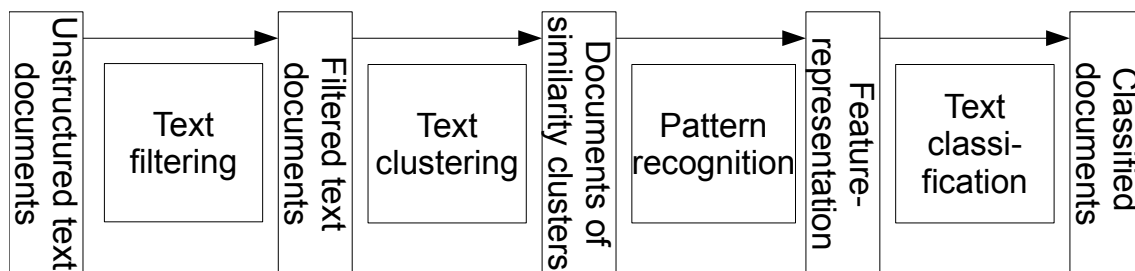 Unstructured text
documents
Text
filtering
Filtered text
documents
Text
clustering
Documents of
similarity clusters
Pattern
recognition
Feature-
representation
Text
classi-
fication
Classified
documents